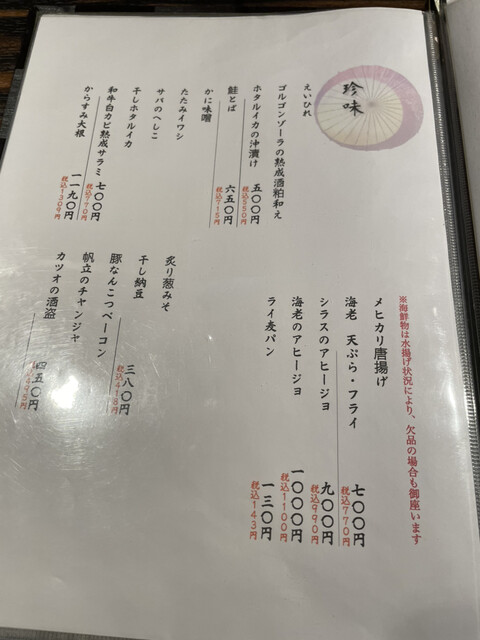 珍味
えいひれ
ゴルゴンゾーラの熟成酒粕和え
ホタルイカの沖漬け
五〇〇円
税込550円
鮭とば
かに味噌
六五〇円
税込715円
たたみイワシ
サバのへしこ
干しホタルイカ
和牛白カビ熟成サラミ
七〇〇円
税込770円
からすみ大根
一一九〇円
税込1309円
※海鮮物は水揚げ状況により、欠品の場合も御座います
メヒカリ唐揚げ
海老 天ぷら・フライ
七〇〇円
税込770円
シラスのアヒージョ
九〇〇円
税込990円
海老のアヒージョ
一〇〇〇円
税込1100円
ライ麦パン
一三〇円
税込143円
炙り葱みそ
干し納豆
豚なんこつベーコン
三八〇円
税込418円
帆立のチャンジャ
カツオの酒盗
四五〇円
税込495円